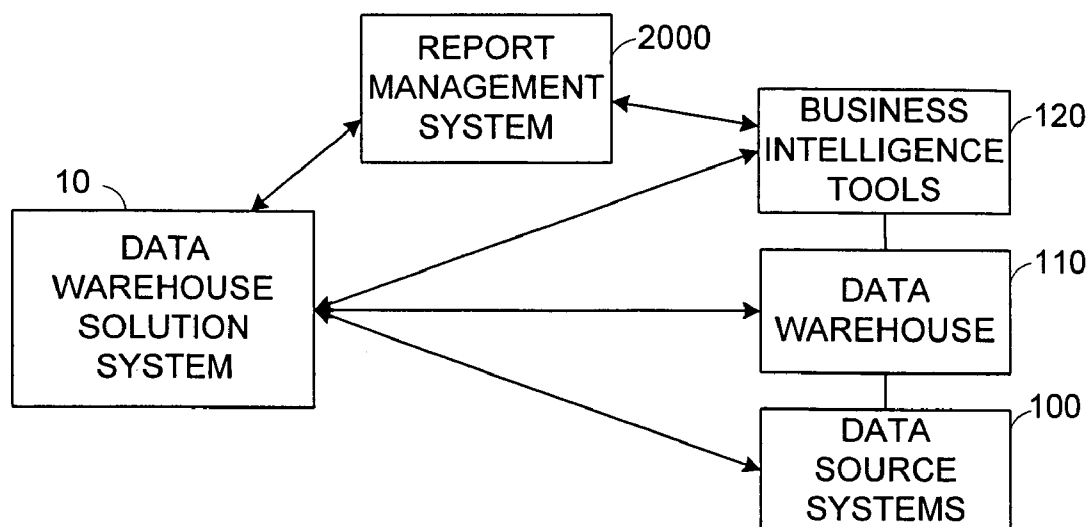 REPORT
MANAGEMENT
SYSTEM
2000
BUSINESS
INTELLIGENCE
TOOLS
120
10
DATA
WAREHOUSE
SOLUTION
SYSTEM
DATA
WAREHOUSE
110
DATA
SOURCE
SYSTEMS
100